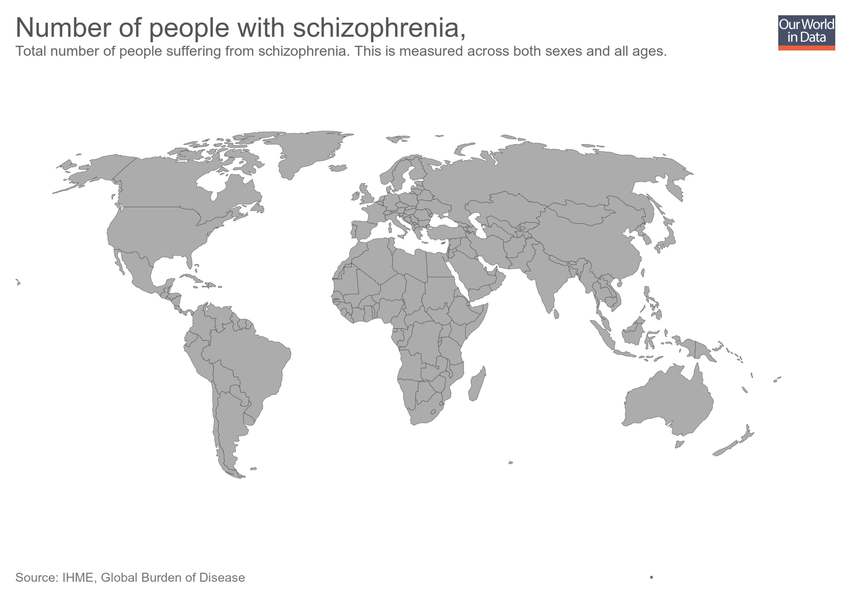 Number of people with schizophrenia,
Total number of people suffering from schizophrenia. This is measured across both sexes and all ages.
Our World
in Data
Source: IHME, Global Burden of Disease